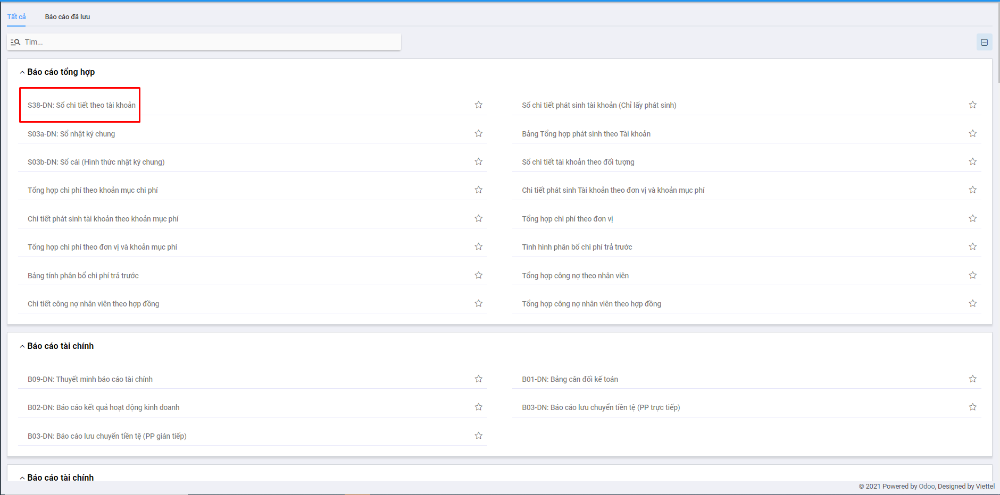 Tất cả Báo cáo đã lưu
Tìm...
Báo cáo tổng hợp
S38-DN: Sổ chi tiết theo tài khoản Sổ chi tiết phát sinh tài khoản (Chỉ lấy phát sinh)
S03a-DN: Sổ nhật ký chung Bảng Tổng hợp phát sinh theo Tài khoản
S03b-DN: Sổ cái (Hình thức nhật ký chung) Sổ chi tiết tài khoản theo đối tượng
Tổng hợp chi phí theo khoản mục chi phí Chi tiết phát sinh Tài khoản theo đơn vị và khoản mục phí
Chi tiết phát sinh tài khoản theo khoản mục phí Tổng hợp chi phí theo đơn vị
Tổng hợp chi phí theo đơn vị và khoản mục phí Tình hình phân bổ chi phí trả trước
Bảng tính phân bổ chi phí trả trước Tổng hợp công nợ theo nhân viên
Chi tiết công nợ nhân viên theo hợp đồng Tổng hợp công nợ nhân viên theo hợp đồng
Báo cáo tài chính
B09-DN: Thuyết minh báo cáo tài chính B01-DN: Bảng cân đối kế toán
B02-DN: Báo cáo kết quả hoạt động kinh doanh B03-DN: Báo cáo lưu chuyển tiền tệ (PP trực tiếp)
B03-DN: Báo cáo lưu chuyển tiền tệ (PP gián tiếp)
Báo cáo tài chính
© 2021 Powered by Odoo, Designed by Viettel